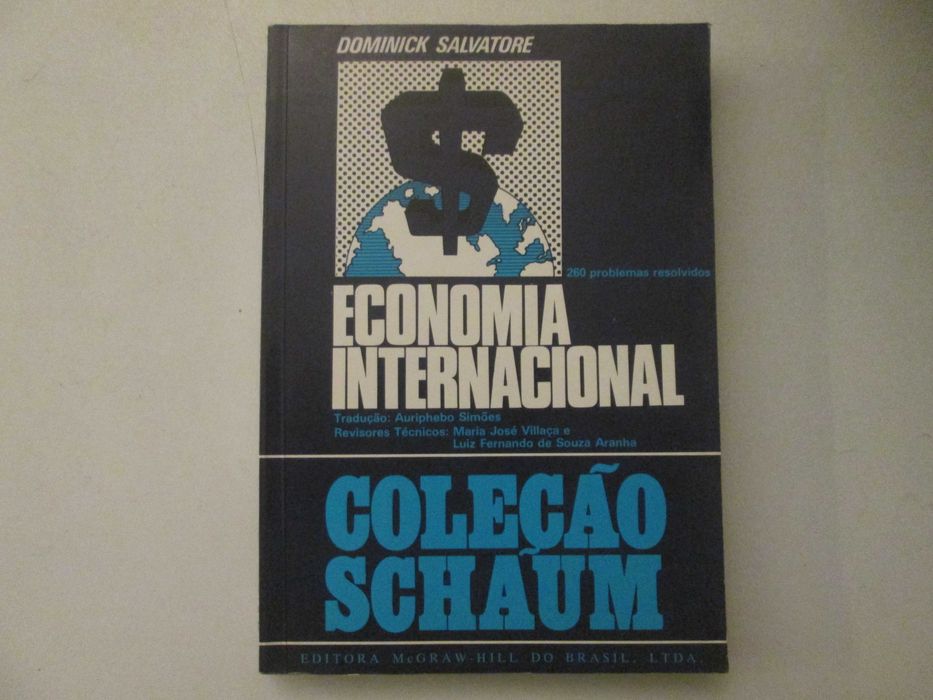 DOMINICK SALVATORE
$
260 problemas resolvidos
ECONOMIA
INTERNACIONAL
Tradução: Auriphebo Simões
Revisores Técnicos: Maria José Villaça e
Luiz Fernando de Souza Aranha
COLEÇÃO
SCHAUM
EDITORA McGRAW-HILL DO BRASIL, LTDA.